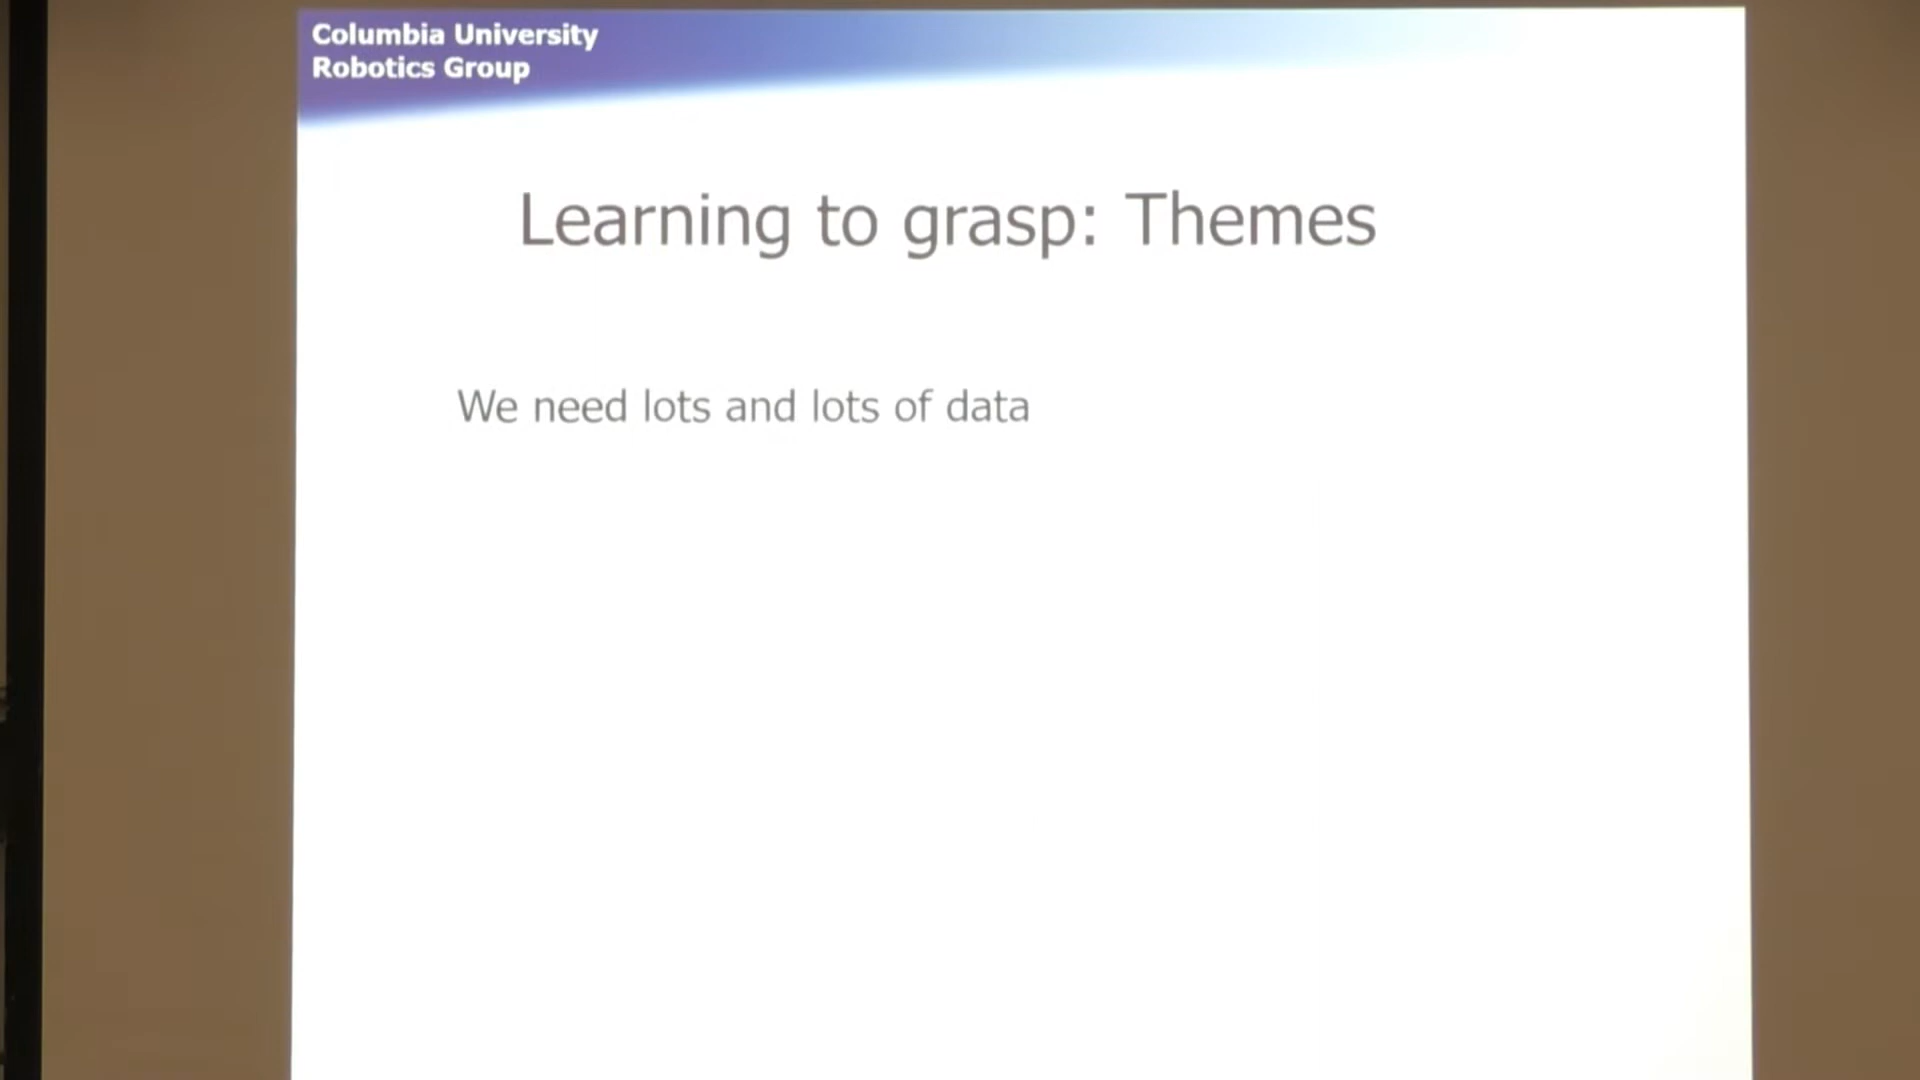 Columbia University
Robotics Group
Learning to grasp: Themes
We need lots and lots of data